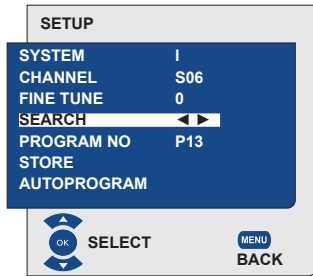 SETUP
SYSTEM I
CHANNEL S06
FINE TUNE 0
SEARCH ◄ ►
PROGRAM NO P13
STORE
AUTOPROGRAM
OK SELECT MENU
BACK